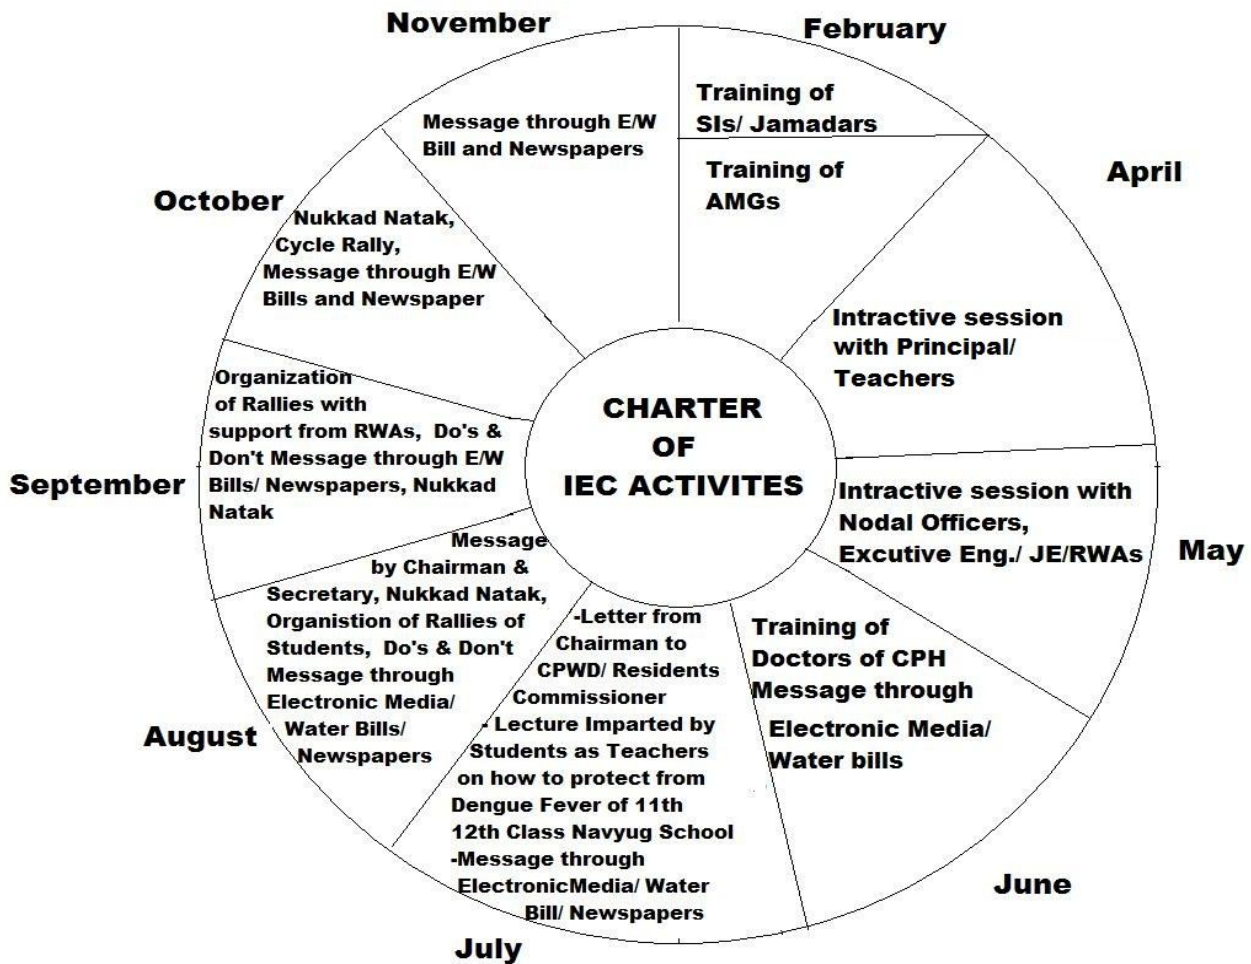 CHARTER
OF
IEC ACTIVITES
February
Training of
SIs/ Jamadars
Training of
AMGs
April
Intractive session
with Principal/
Teachers
May
Intractive session with
Nodal Officers,
Excutive Eng./ JE/RWAs
June
Training of
Doctors of CPH
Message through
Electronic Media/
Water bills
July
-Letter from
Chairman to
CPWD/ Residents
Commissioner
- Lecture Imparted by
Students as Teachers
on how to protect from
Dengue Fever of 11th
12th Class Navyug School
-Message through
ElectronicMedia/ Water
Bill/ Newspapers
August
Message
by Chairman &
Secretary, Nukkad Natak,
Organistion of Rallies of
Students, Do's & Don't
Message through
Electronic Media/
Water Bills/
Newspapers
September
Organization
of Rallies with
support from RWAs, Do's &
Don't Message through E/W
Bills/ Newspapers, Nukkad
Natak
October
Nukkad Natak,
Cycle Rally,
Message through E/W
Bills and Newspaper
November
Message through E/W
Bill and Newspapers